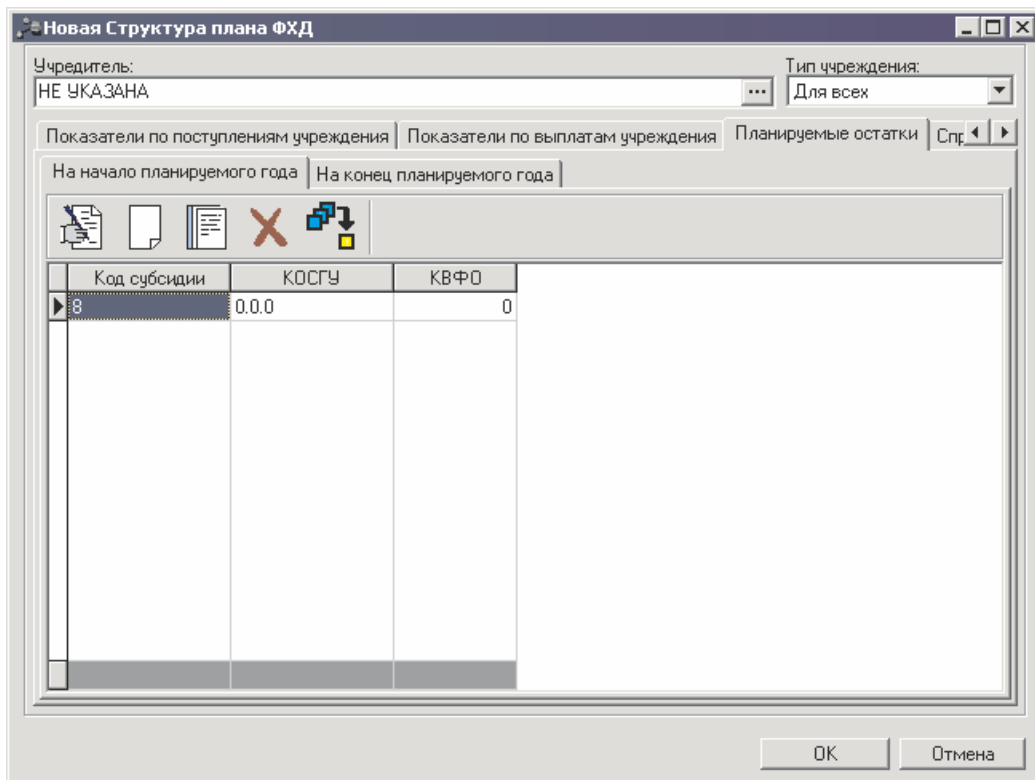 Новая Структура плана ФХД
Учредитель:
Тип учреждения:
НЕ УКАЗАНА
Для всех
Показатели по поступлениям учреждения
Показатели по выплатам учреждения
Планируемые остатки
Спр
На начало планируемого года
На конец планируемого года
Код субсидии
КОСГУ
КВФО
8
0.0.0
0
OK
Отмена